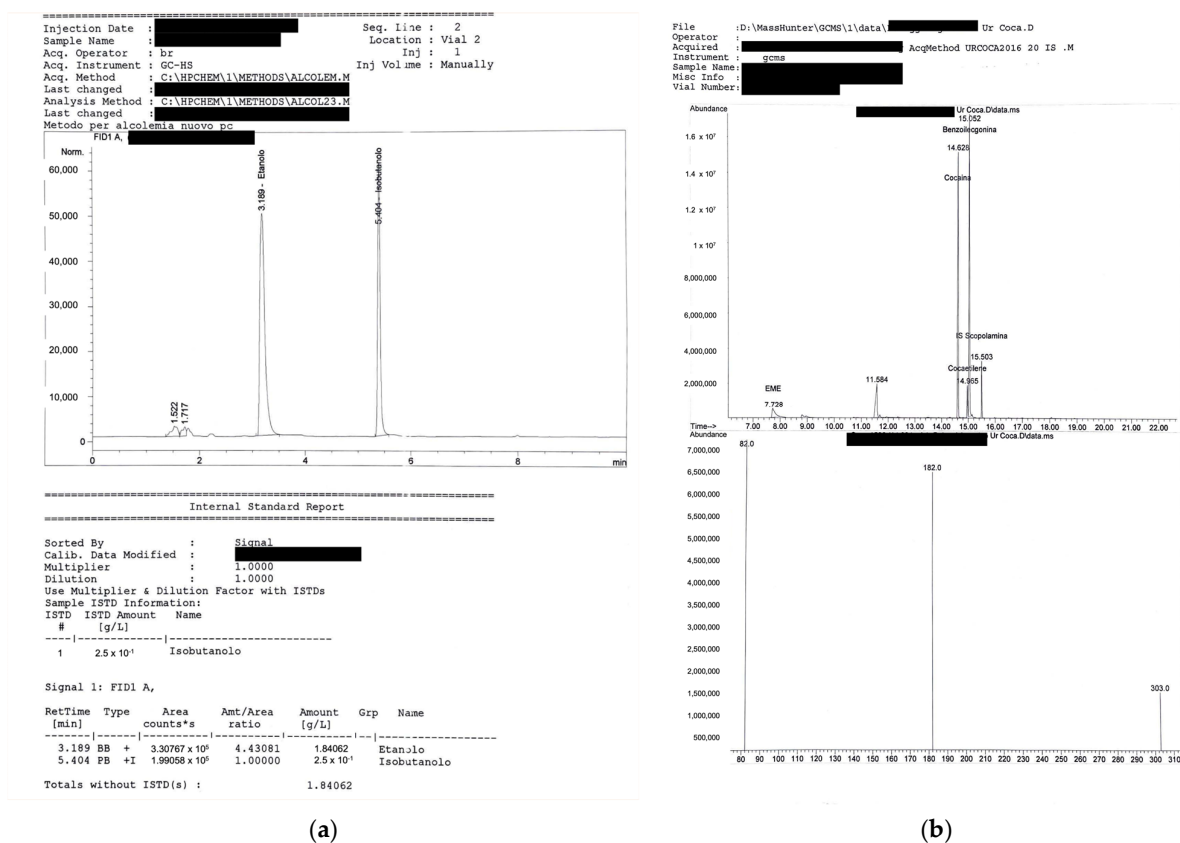 Injection Date :
Seq. Line : 2
Sample Name :
Location : Vial 2
Acq. Operator : br
Inj : 1
Acq. Instrument : GC-HS
Inj Volume : Manually
Acq. Method : C:\HPCHEM\1\METHODS\ALCOLEM.M
Last changed :
Analysis Method : C:\HPCHEM\1\METHODS\ALCOL23.M
Last changed :
Metodo per alcolemia nuovo pc
FID1 A,
Norm.
60,000
50,000
40,000
30,000
20,000
10,000
0
1.522
1.717
3.189 - Etanolo
5.404 Isobutanolo
0 2 4 6 8 min
Internal Standard Report
Sorted By : Signal
Calib. Data Modified :
Multiplier : 1.0000
Dilution : 1.0000
Use Multiplier & Dilution Factor with ISTDs
Sample ISTD Information:
ISTD ISTD Amount Name
# [g/L]
----|-------------|-------------------------
1 2.5 x 10⁻¹ Isobutanolo
Signal 1: FID1 A,
RetTime Type Area Amt/Area Amount Grp Name
[min] counts*s ratio [g/L]
3.189 BB + 3.30767 x 10⁵ 4.43081 1.84062 Etanolo
5.404 PB +I 1.99058 x 10⁵ 1.00000 2.5 x 10⁻¹ Isobutanolo
Totals without ISTD(s) : 1.84062
(a)
File :D:\MassHunter\GCMS\1\data\ Ur Coca.D
Operator :
Acquired : AcqMethod URCOCA2016 20 IS .M
Instrument : gcms
Sample Name:
Misc Info :
Vial Number:
Abundance
Ur Coca.D\data.ms
15.052
Benzoilecgonina
14.628
Cocaina
1.6 x 10⁷
1.4 x 10⁷
1.2 x 10⁷
1 x 10⁷
8,000,000
6,000,000
4,000,000
2,000,000
IS Scopolamina
15.503
Cocaetilene
14.965
11.584
EME
7.728
7.00 8.00 9.00 10.00 11.00 12.00 13.00 14.00 15.00 16.00 17.00 18.00 19.00 20.00 21.00 22.00
Time-->
Abundance
Ur Coca.D\data.ms
7,000,000
6,500,000
6,000,000
5,500,000
5,000,000
4,500,000
4,000,000
3,500,000
3,000,000
2,500,000
2,000,000
1,500,000
1,000,000
500,000
82.0
182.0
303.0
80 90 100 110 120 130 140 150 160 170 180 190 200 210 220 230 240 250 260 270 280 290 300 310
(b)